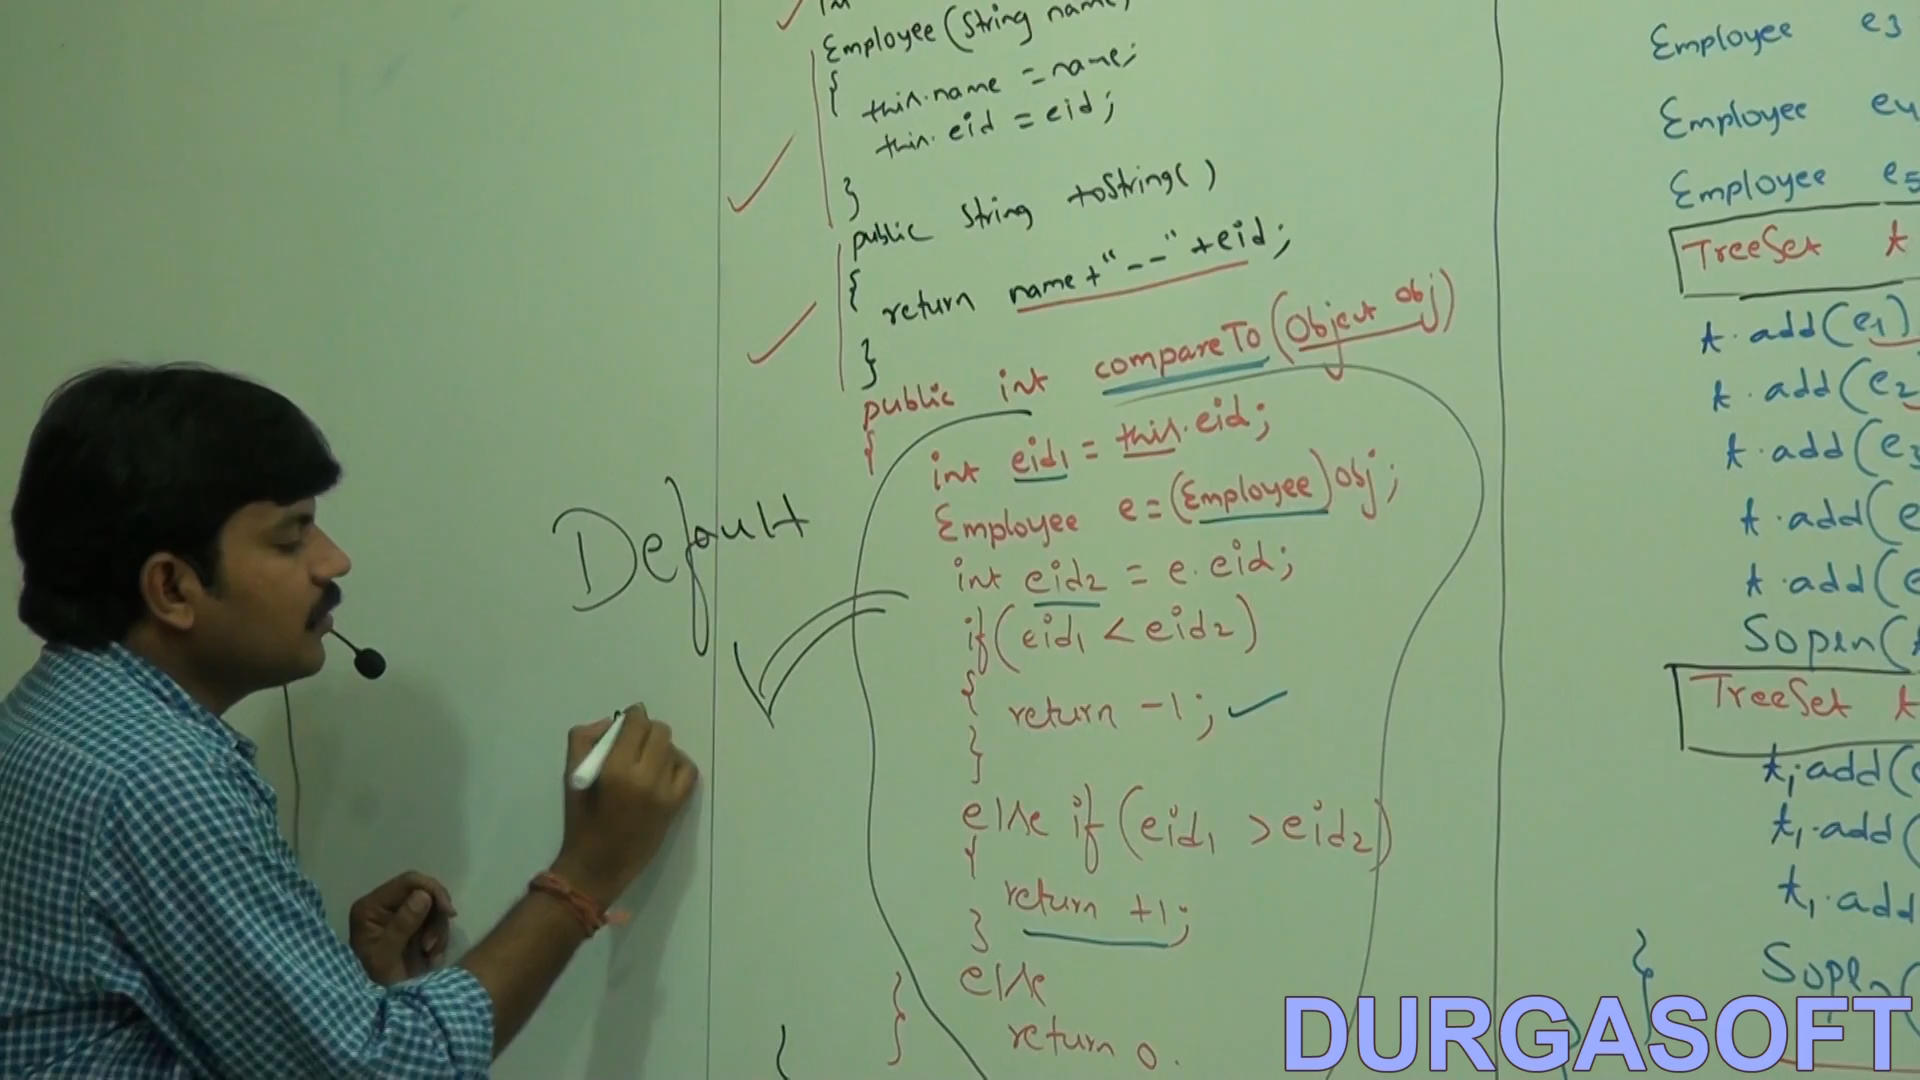 Employee (String name,
{
this.name = name;
this.eid = eid;
}
public String toString()
{
return name+"--"+eid;
}
public int compareTo(Object obj)
{
int eid1 = this.eid;
Employee e=(Employee)obj;
int eid2 = e.eid;
if(eid1 < eid2)
{
return -1;
}
else if(eid1 > eid2)
{
return +1;
}
else
return 0.
}
}
Default
Employee e3
Employee e4
Employee e5
TreeSet t
t.add(e1)
t.add(e2
t.add(e3
t.add(e
t.add(e
Sopln(
TreeSet t
t1.add(e
t1.add(
t1.add
Sopln(
}
DURGASOFT